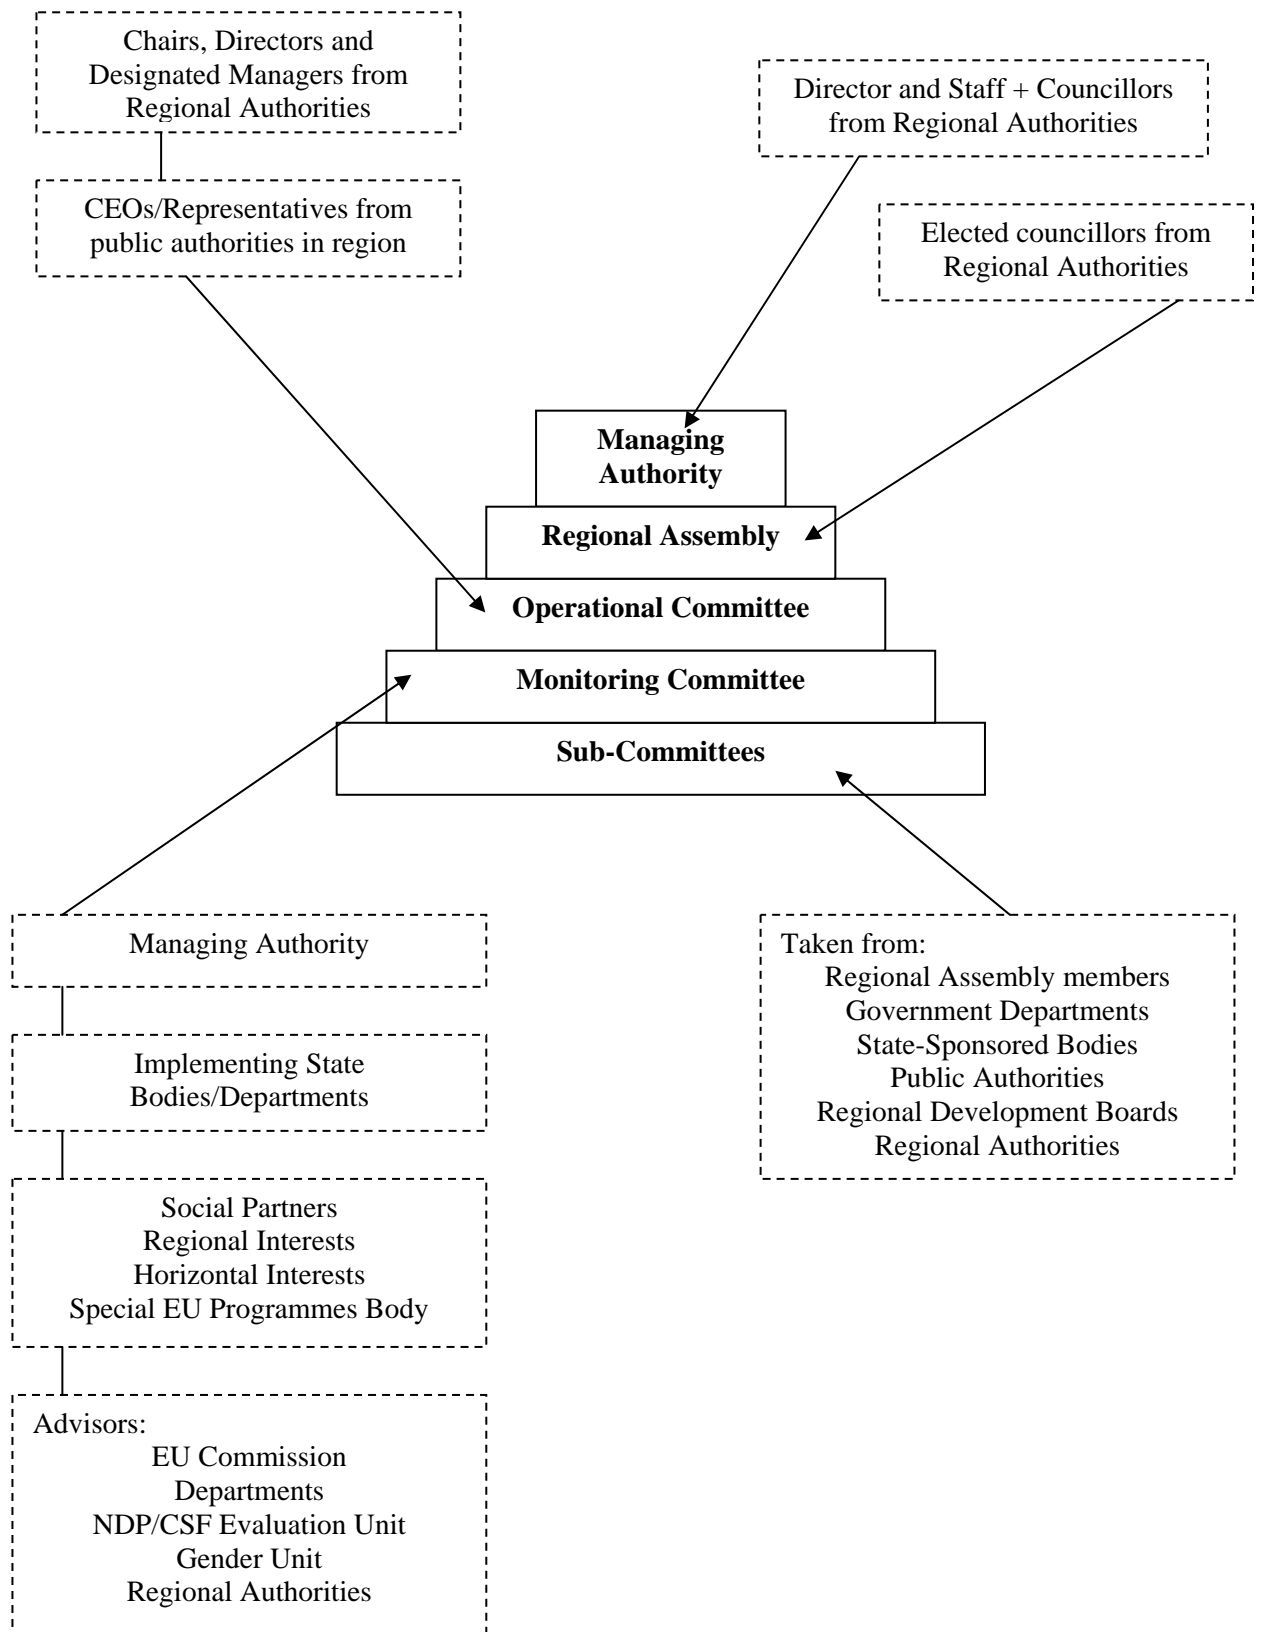 Chairs, Directors and
Designated Managers from
Regional Authorities
CEOs/Representatives from
public authorities in region
Director and Staff + Councillors
from Regional Authorities
Elected councillors from
Regional Authorities
Managing
Authority
Regional Assembly
Operational Committee
Monitoring Committee
Sub-Committees
Managing Authority
Implementing State
Bodies/Departments
Social Partners
Regional Interests
Horizontal Interests
Special EU Programmes Body
Advisors:
EU Commission
Departments
NDP/CSF Evaluation Unit
Gender Unit
Regional Authorities
Taken from:
Regional Assembly members
Government Departments
State-Sponsored Bodies
Public Authorities
Regional Development Boards
Regional Authorities